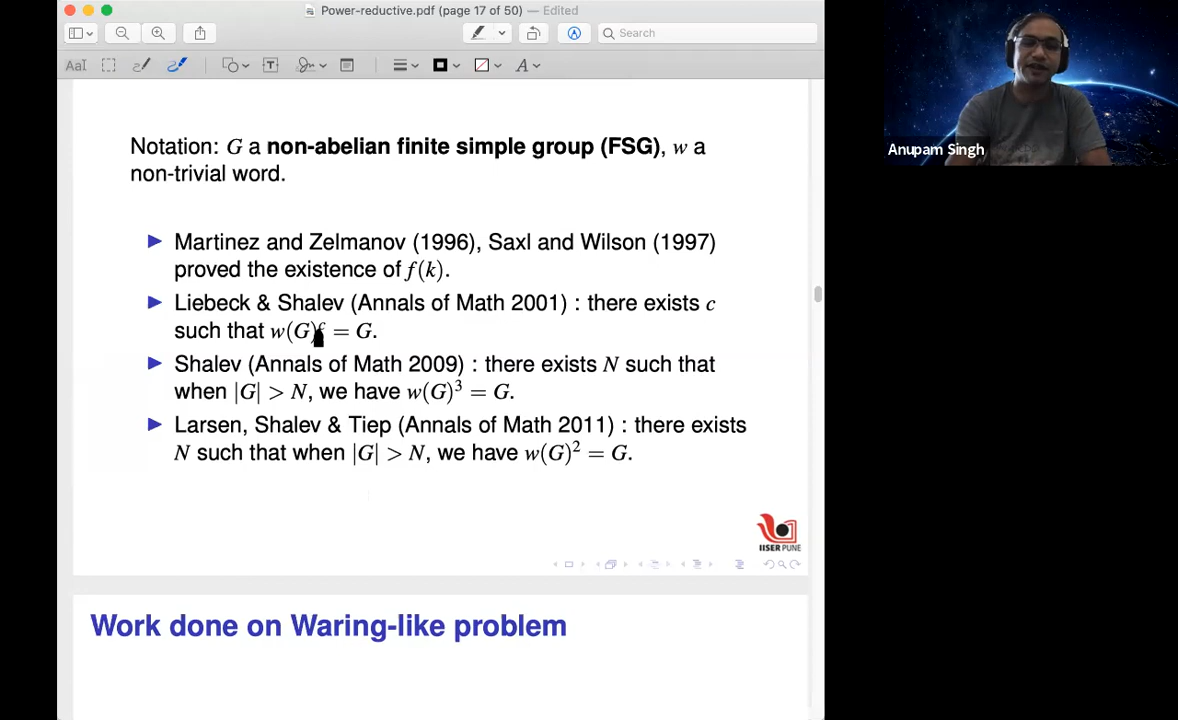 Power-reductive.pdf (page 17 of 50) — Edited
Search
AaI
T
A
Anupam Singh
Notation: G a non-abelian finite simple group (FSG), w a
non-trivial word.
Martinez and Zelmanov (1996), Saxl and Wilson (1997)
proved the existence of f(k).
Liebeck & Shalev (Annals of Math 2001) : there exists c
such that w(G) = G.
Shalev (Annals of Math 2009) : there exists N such that
when |G| > N, we have w(G)³ = G.
Larsen, Shalev & Tiep (Annals of Math 2011) : there exists
N such that when |G| > N, we have w(G)² = G.
IISER PUNE
Work done on Waring-like problem